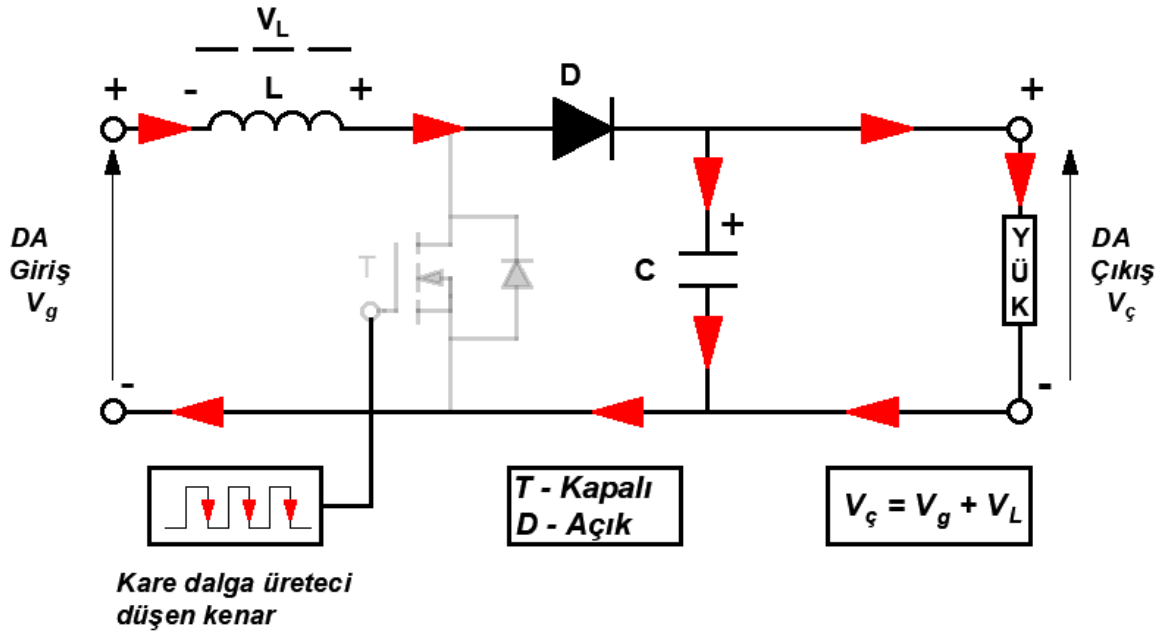 V_L
+
-
L
+
D
+
DA
Giriş
V_g
T
+
C
Y
Ü
K
DA
Çıkış
V_ç
-
-
T - Kapalı
D - Açık
V_ç = V_g + V_L
Kare dalga üreteci
düşen kenar